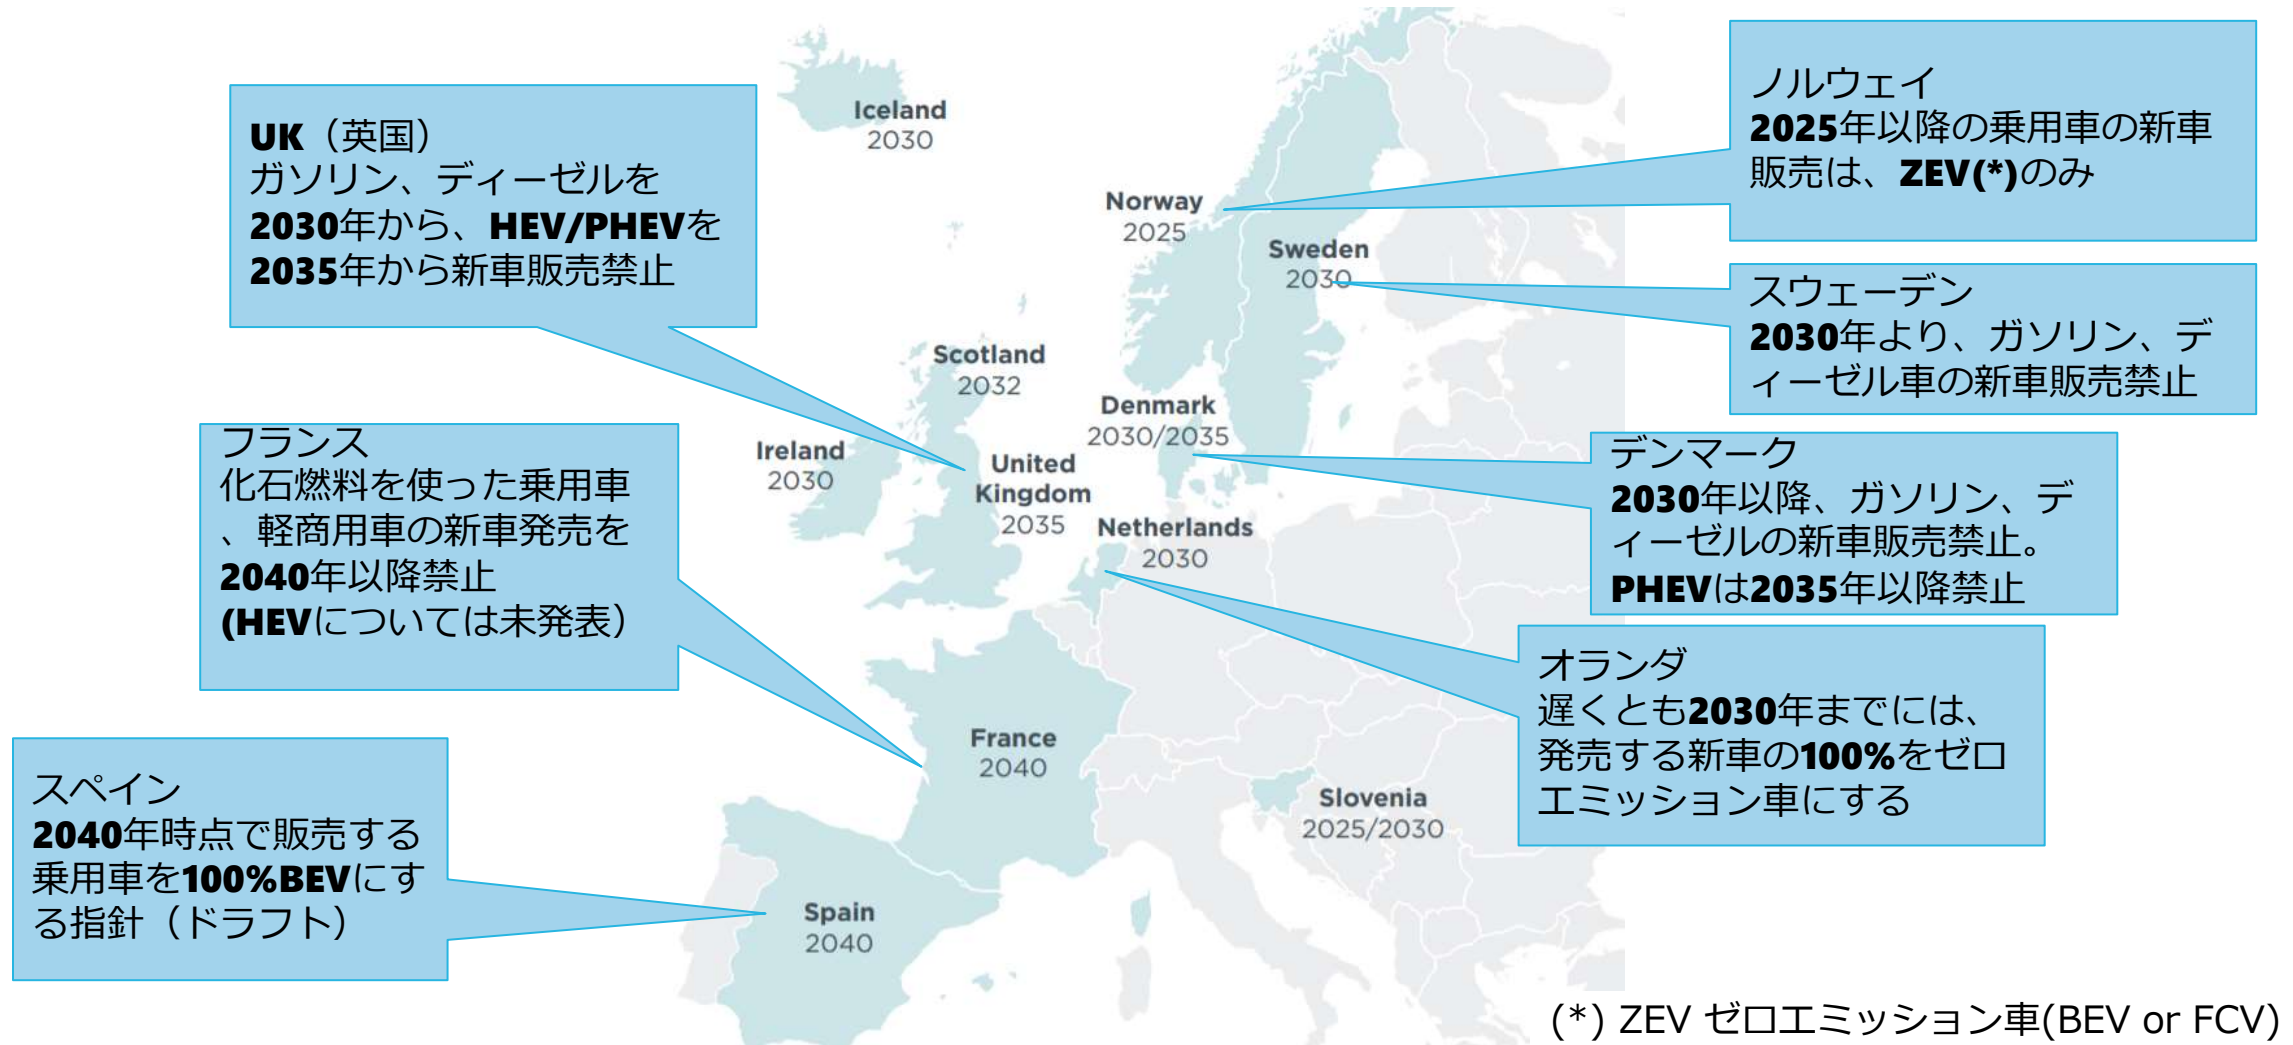 UK（英国）
ガソリン、ディーゼルを
2030年から、HEV/PHEVを
2035年から新車販売禁止
フランス
化石燃料を使った乗用車
、軽商用車の新車発売を
2040年以降禁止
(HEVについては未発表）
スペイン
2040年時点で販売する
乗用車を100%BEVにす
る指針（ドラフト）
Iceland
2030
Norway
2025
Sweden
2030
Scotland
2032
Denmark
2030/2035
Ireland
2030
United
Kingdom
2035
Netherlands
2030
France
2040
Slovenia
2025/2030
Spain
2040
ノルウェイ
2025年以降の乗用車の新車
販売は、ZEV(*)のみ
スウェーデン
2030年より、ガソリン、デ
ィーゼル車の新車販売禁止
デンマーク
2030年以降、ガソリン、デ
ィーゼルの新車販売禁止。
PHEVは2035年以降禁止
オランダ
遅くとも2030年までには、
発売する新車の100%をゼロ
エミッション車にする
(*) ZEV ゼロエミッション車(BEV or FCV)